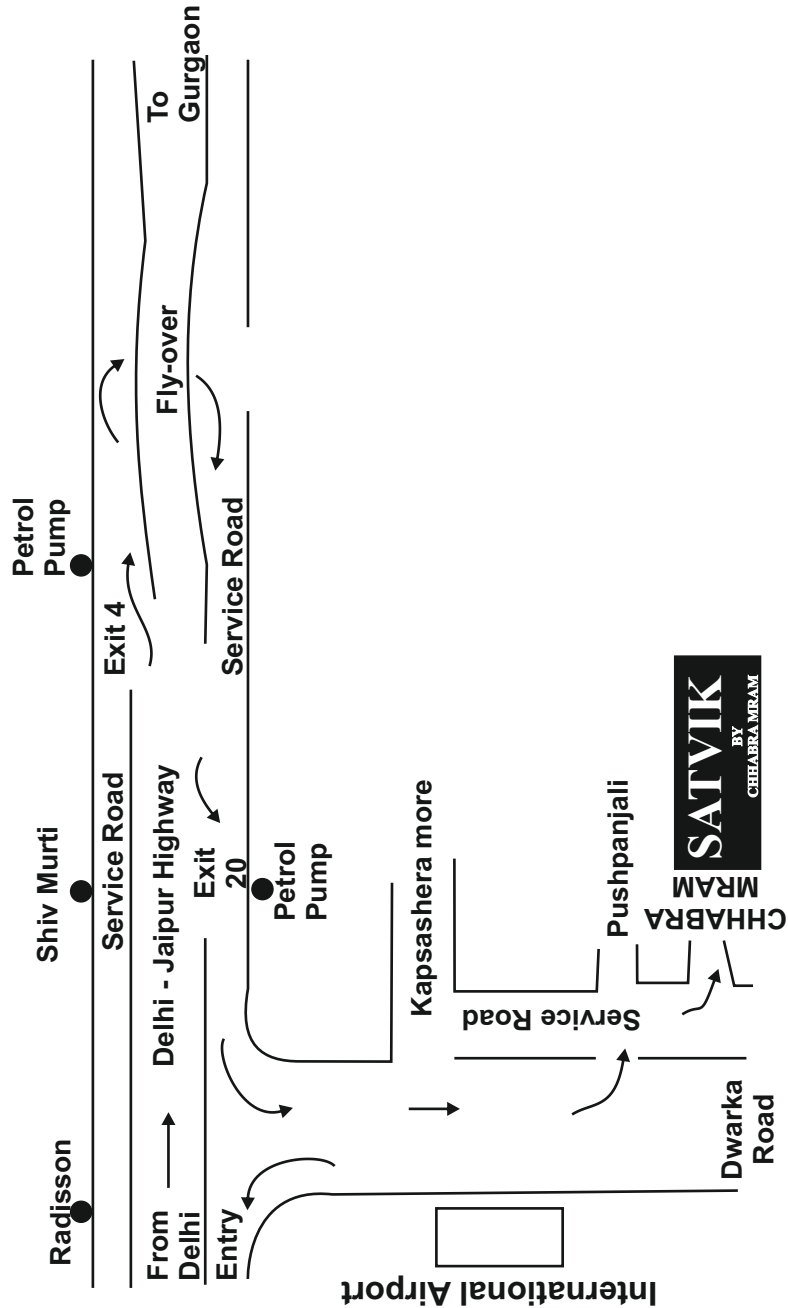 Radisson
Shiv Murti
Petrol
Pump
Service Road
Exit 4
From
Delhi
Delhi - Jaipur Highway
Fly-over
To
Gurgaon
Entry
Exit
20
Service Road
Petrol
Pump
International Airport
Kapsashera more
Service Road
Pushpanjali
CHHABRA
MRAM
SATVIK
BY
CHHABRA MRAM
Dwarka
Road